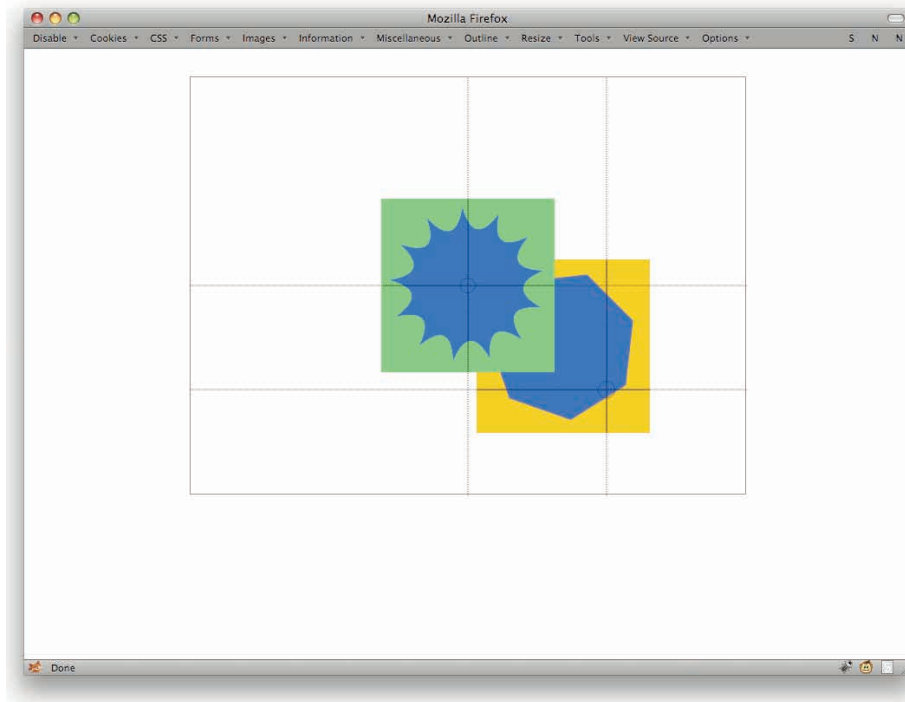 Mozilla Firefox
Disable Cookies CSS Forms Images Information Miscellaneous Outline Resize Tools View Source Options S N N
Done